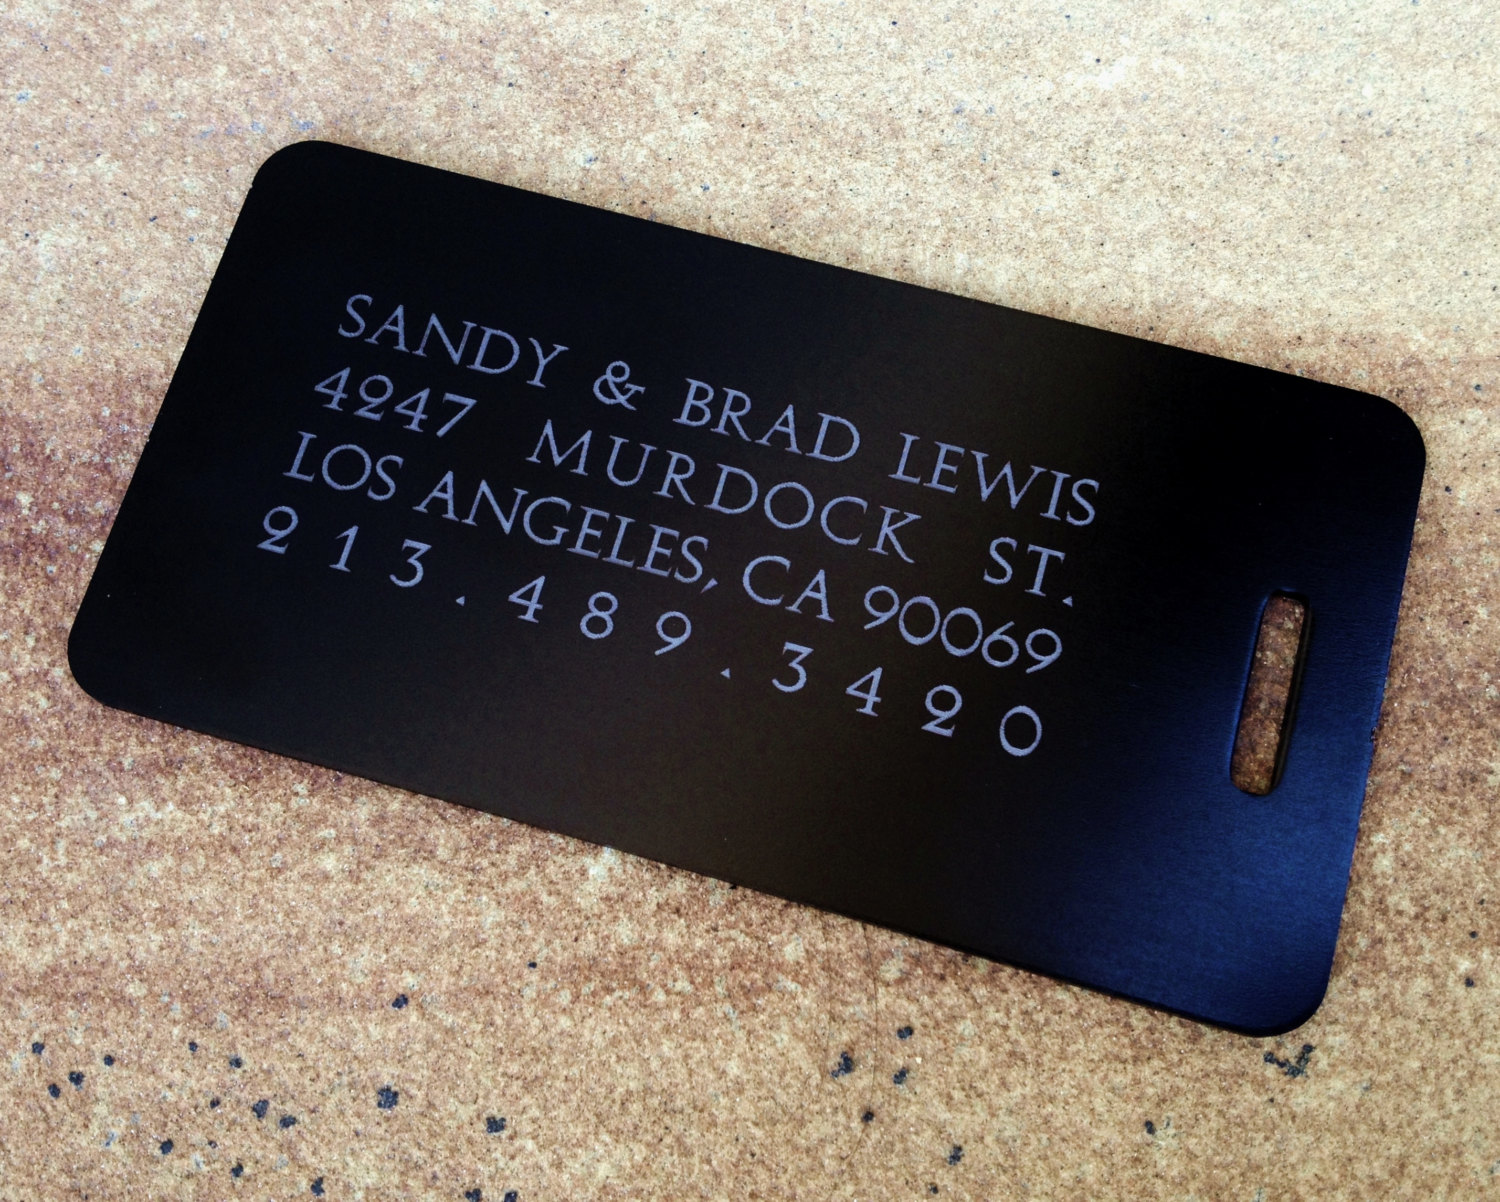 SANDY & BRAD LEWIS
4247 MURDOCK ST.
LOS ANGELES, CA 90069
213.489.3420